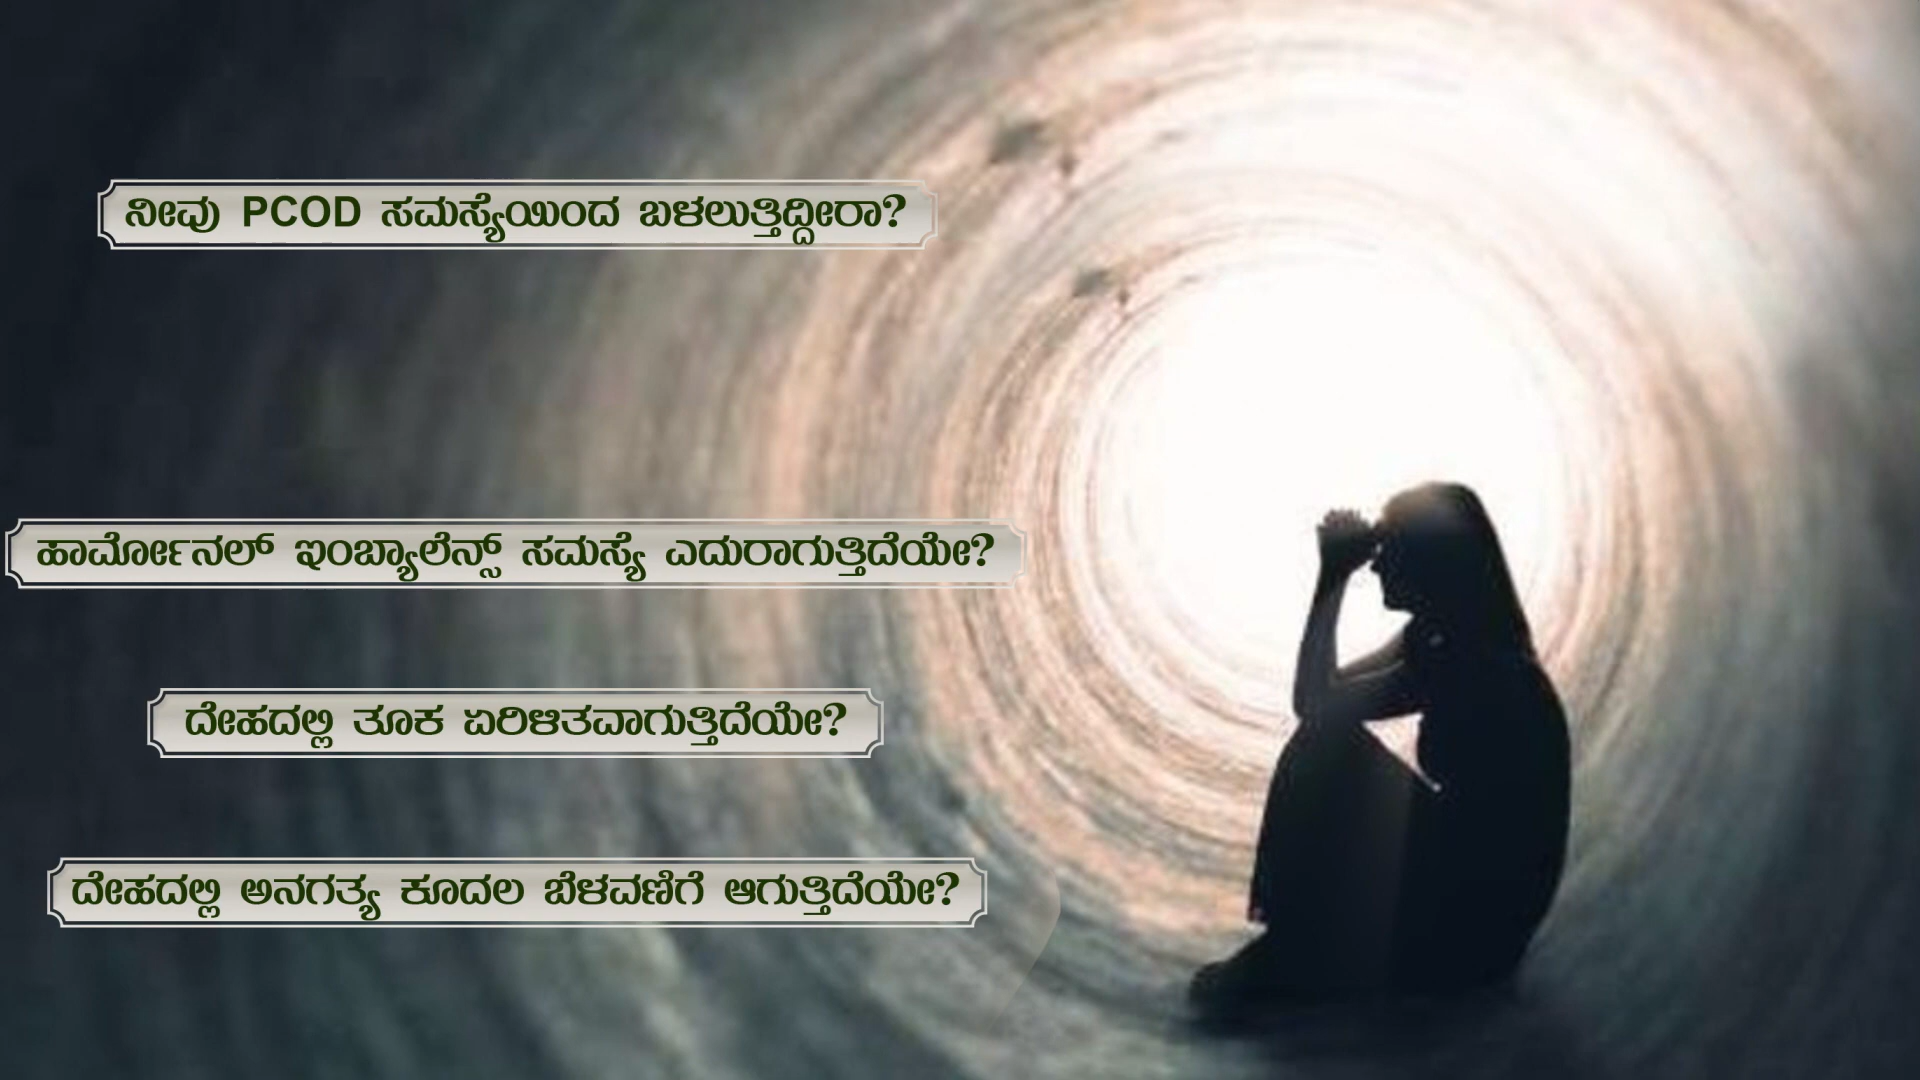 ನೀವು PCOD ಸಮಸ್ಯೆಯಿಂದ ಬಳಲುತ್ತಿದ್ದೀರಾ?
ಹಾರ್ಮೋನಲ್ ಇಂಬ್ಯಾಲೆನ್ಸ್ ಸಮಸ್ಯೆ ಎದುರಾಗುತ್ತಿದೆಯೇ?
ದೇಹದಲ್ಲಿ ತೂಕ ಏರಿಳಿತವಾಗುತ್ತಿದೆಯೇ?
ದೇಹದಲ್ಲಿ ಅನಗತ್ಯ ಕೂದಲ ಬೆಳವಣಿಗೆ ಆಗುತ್ತಿದೆಯೇ?